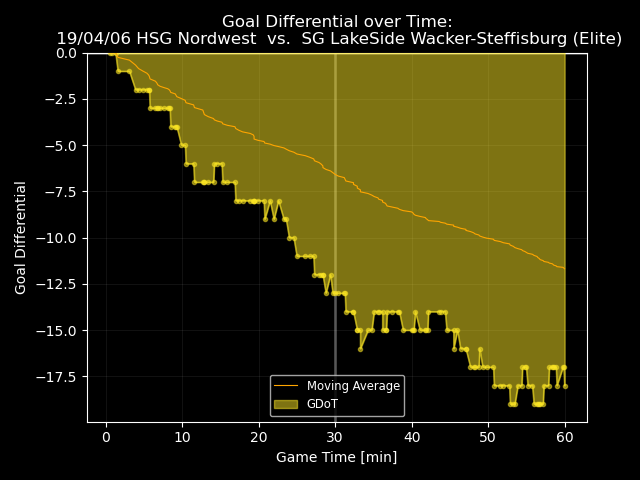 Goal Differential over Time:
19/04/06 HSG Nordwest  vs.  SG LakeSide Wacker-Steffisburg (Elite)
0.0
−2.5
−5.0
−7.5
−10.0
−12.5
−15.0
−17.5
Goal Differential
Moving Average
GDoT
0 10 20 30 40 50 60
Game Time [min]